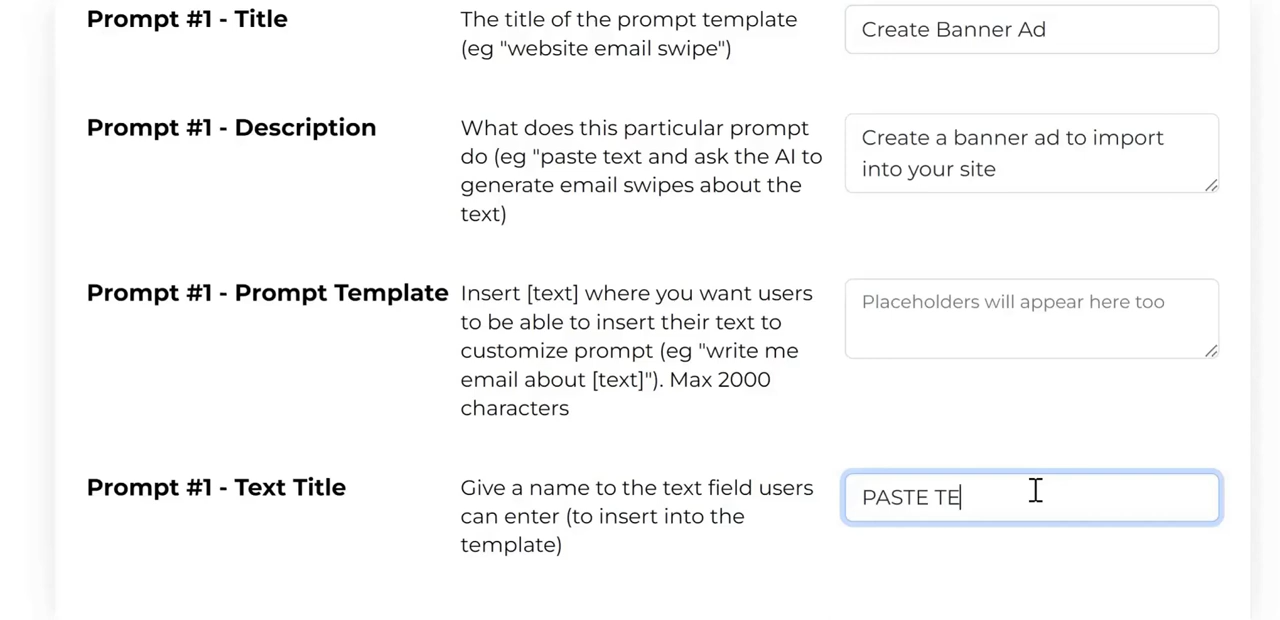 Prompt #1 - Title
The title of the prompt template
(eg "website email swipe")
Create Banner Ad
Prompt #1 - Description
What does this particular prompt
do (eg "paste text and ask the AI to
generate email swipes about the
text)
Create a banner ad to import
into your site
Prompt #1 - Prompt Template
Insert [text] where you want users
to be able to insert their text to
customize prompt (eg "write me
email about [text]"). Max 2000
characters
Placeholders will appear here too
Prompt #1 - Text Title
Give a name to the text field users
can enter (to insert into the
template)
PASTE TE